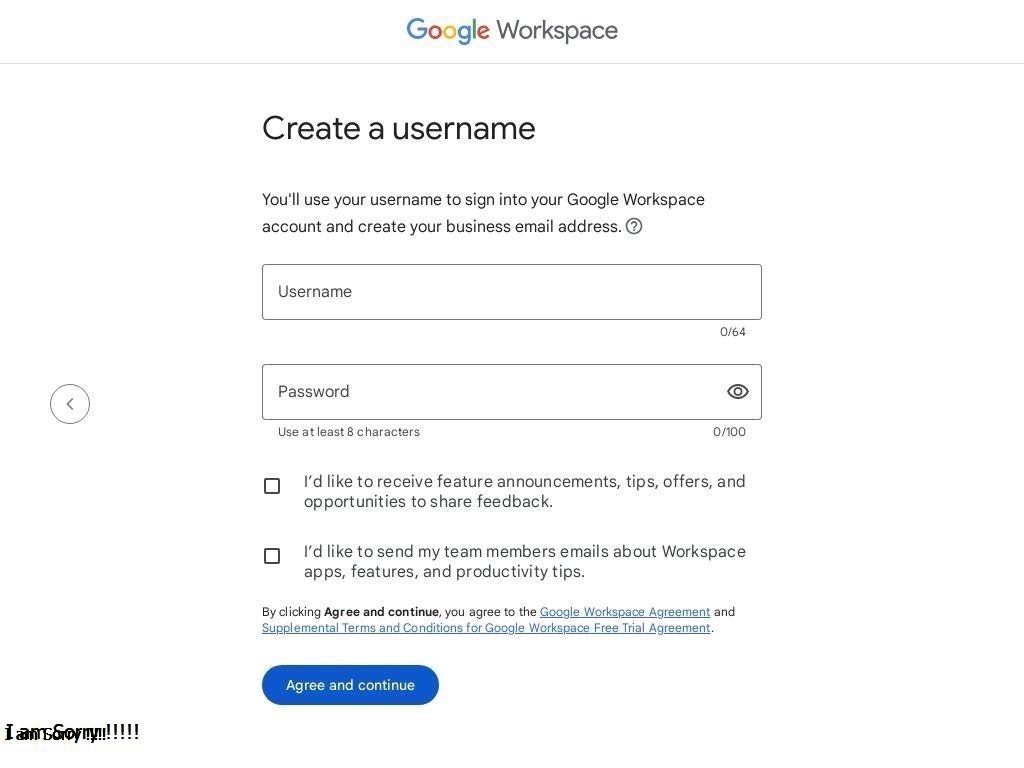 Google Workspace
Create a username
You'll use your username to sign into your Google Workspace
account and create your business email address.
Username
0/64
Password
Use at least 8 characters
0/100
I'd like to receive feature announcements, tips, offers, and
opportunities to share feedback.
I'd like to send my team members emails about Workspace
apps, features, and productivity tips.
By clicking Agree and continue, you agree to the Google Workspace Agreement and
Supplemental Terms and Conditions for Google Workspace Free Trial Agreement.
Agree and continue
I am Sorry !!!!!
I am Sorry !!!!!